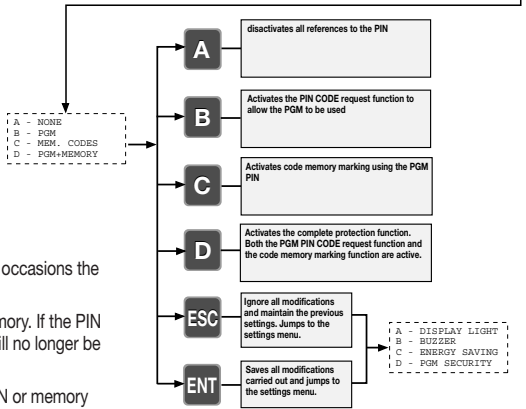 A
disactivates all references to the PIN
B
Activates the PIN CODE request function to
allow the PGM to be used
A - NONE
B - PGM
C - MEM. CODES
D - PGM+MEMORY
C
Activates code memory marking using the PGM
PIN
D
Activates the complete protection function.
Both the PGM PIN CODE request function and
the code memory marking function are active.
occasions the
mory. If the PIN
ill no longer be
N or memory
ESC
Ignore all modifications
and maintain the previous
settings. Jumps to the
settings menu.
ENT
Saves all modifications
carried out and jumps to
the settings menu.
A - DISPLAY LIGHT
B - BUZZER
C - ENERGY SAVING
D - PGM SECURITY